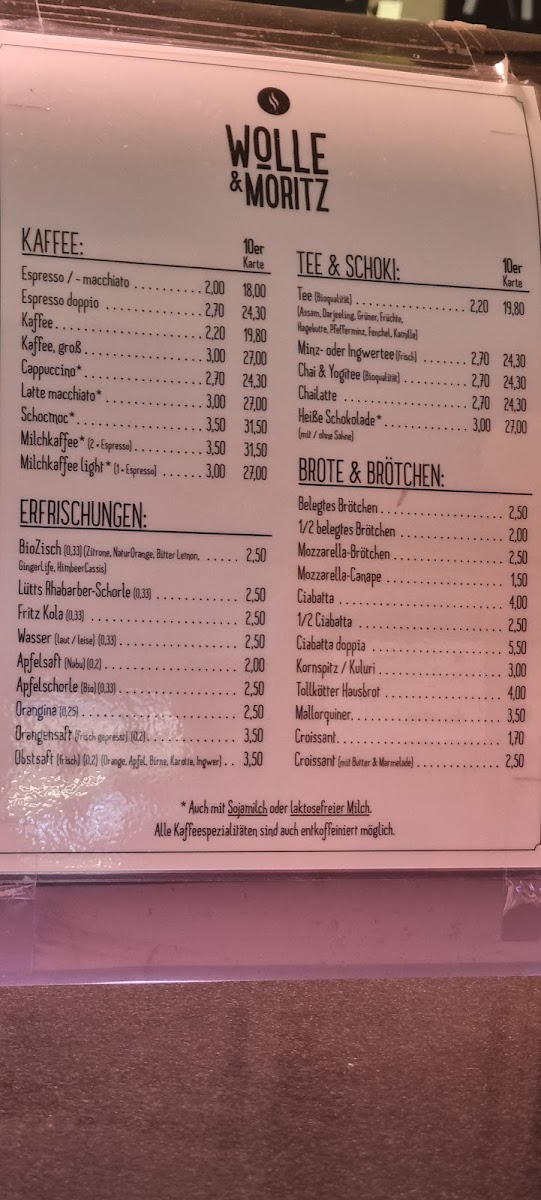 WOLLE
& MORITZ
KAFFEE:
10er
Karte
Espresso / - macchiato .......... 2,00 18,00
Espresso doppio .......... 2,70 24,30
Kaffee .......... 2,20 19,80
Kaffee, groß .......... 3,00 27,00
Cappuccino* .......... 2,70 24,30
Latte macchiato* .......... 3,00 27,00
Schocmoc* .......... 3,50 31,50
Milchkaffee* (2 × Espresso) .......... 3,50 31,50
Milchkaffee light* (1 × Espresso) .......... 3,00 27,00
ERFRISCHUNGEN:
BioZisch (0,33) (Zitrone, NaturOrange, Bitter Lemon, ..... 2,50
GingerLife, HimbeerCassis)
Lütts Rhabarber-Schorle (0,33) .......... 2,50
Fritz Kola (0,33) .......... 2,50
Wasser (laut / leise) (0,33) .......... 2,50
Apfelsaft (Nabu) (0,2) .......... 2,00
Apfelschorle (Bio) (0,33) .......... 2,50
Orangina (0,25) .......... 2,50
Orangensaft (frisch gepresst) (0,2) .......... 3,50
Obstsaft (frisch) (0,2) (Orange, Apfel, Birne, Karotte, Ingwer) .. 3,50
TEE & SCHOKI:
10er
Karte
Tee (Bioqualität) .......... 2,20 19,80
(Assam, Darjeeling, Grüner, Früchte,
Hagebutte, Pfefferminz, Fenchel, Kamille)
Minz- oder Ingwertee (frisch) .......... 2,70 24,30
Chai & Yogitee (Bioqualität) .......... 2,70 24,30
ChaiLatte .......... 2,70 24,30
Heiße Schokolade* .......... 3,00 27,00
(mit / ohne Sahne)
BROTE & BRÖTCHEN:
Belegtes Brötchen .......... 2,50
1/2 belegtes Brötchen .......... 2,00
Mozzarella-Brötchen .......... 2,50
Mozzarella-Canape .......... 1,50
Ciabatta .......... 4,00
1/2 Ciabatta .......... 2,50
Ciabatta doppia .......... 5,50
Kornspitz / Kuluri .......... 3,00
Tollkötter Hausbrot .......... 4,00
Mallorquiner .......... 3,50
Croissant .......... 1,70
Croissant (mit Butter & Marmelade) .......... 2,50
* Auch mit Sojamilch oder laktosefreier Milch.
Alle Kaffeespezialitäten sind auch entkoffeiniert möglich.